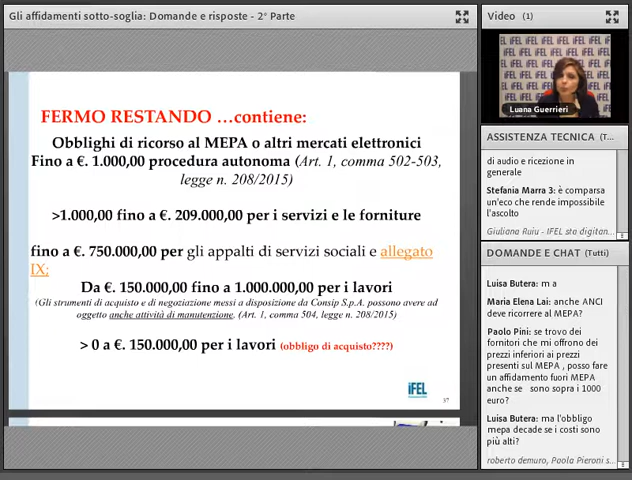 Gli affidamenti sotto-soglia: Domande e risposte - 2° Parte
FERMO RESTANDO ...contiene:
Obblighi di ricorso al MEPA o altri mercati elettronici
Fino a €. 1.000,00 procedura autonoma (Art. 1, comma 502-503,
legge n. 208/2015)
>1.000,00 fino a €. 209.000,00 per i servizi e le forniture
fino a €. 750.000,00 per gli appalti di servizi sociali e allegato
IX;
Da €. 150.000,00 fino a 1.000.000,00 per i lavori
(Gli strumenti di acquisto e di negoziazione messi a disposizione da Consip S.p.A. possono avere ad
oggetto anche attività di manutenzione. (Art. 1, comma 504, legge n. 208/2015)
> 0 a €. 150.000,00 per i lavori (obbligo di acquisto????)
iFEL
37
Video (1)
Luana Guerrieri
ASSISTENZA TECNICA (T...
di audio e ricezione in
generale
Stefania Marra 3: è comparsa
un'eco che rende impossibile
l'ascolto
Giuliana Ruiu - IFEL sta digitan...
DOMANDE E CHAT (Tutti)
Luisa Butera: m a
Maria Elena Lai: anche ANCI
deve ricorrere al MEPA?
Paolo Pini: se trovo dei
fornitori che mi offrono dei
prezzi inferiori ai prezzi
presenti sul MEPA , posso fare
un affidamento fuori MEPA
anche se sono sopra i 1000
euro?
Luisa Butera: ma l'obbligo
mepa decade se i costi sono
più alti?
roberto demuro, Paola Pieroni s...